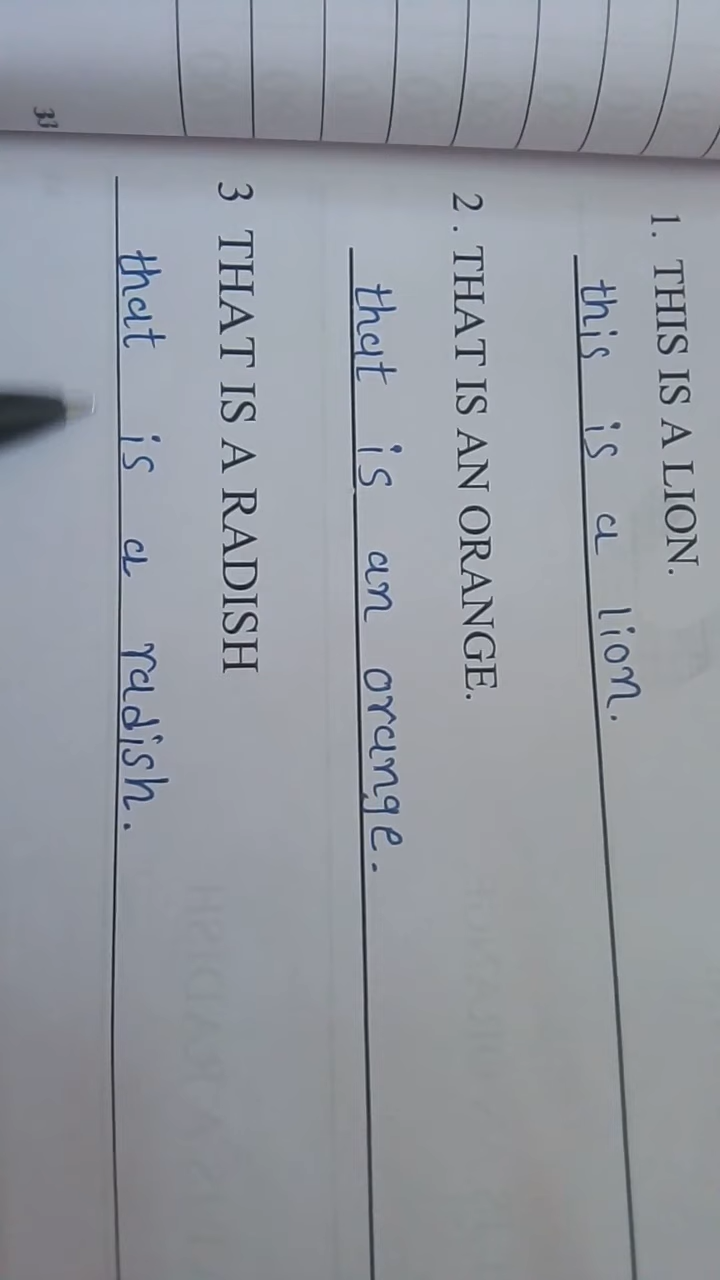 1. THIS IS A LION.
this is a lion.
2. THAT IS AN ORANGE.
that is an orange.
3 THAT IS A RADISH
that is a radish.
33